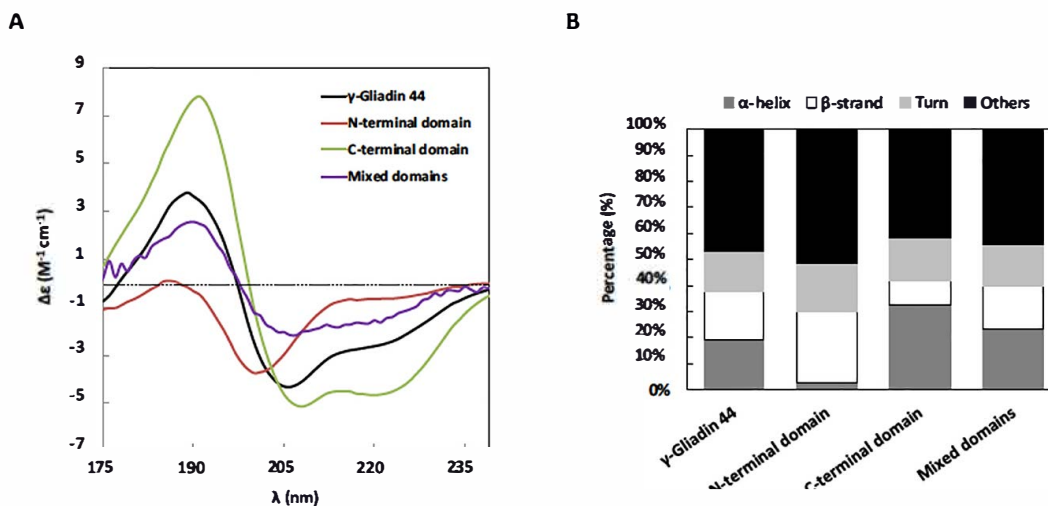 A
B
9
7
5
3
1
-1
-3
-5
-7
Δε (M⁻¹ cm⁻¹)
γ-Gliadin 44
N-terminal domain
C-terminal domain
Mixed domains
175
190
205
220
235
λ (nm)
α-helix β-strand Turn Others
100%
90%
80%
70%
60%
50%
40%
30%
20%
10%
0%
Percentage (%)
γ-Gliadin 44
N-terminal domain
C-terminal domain
Mixed domains